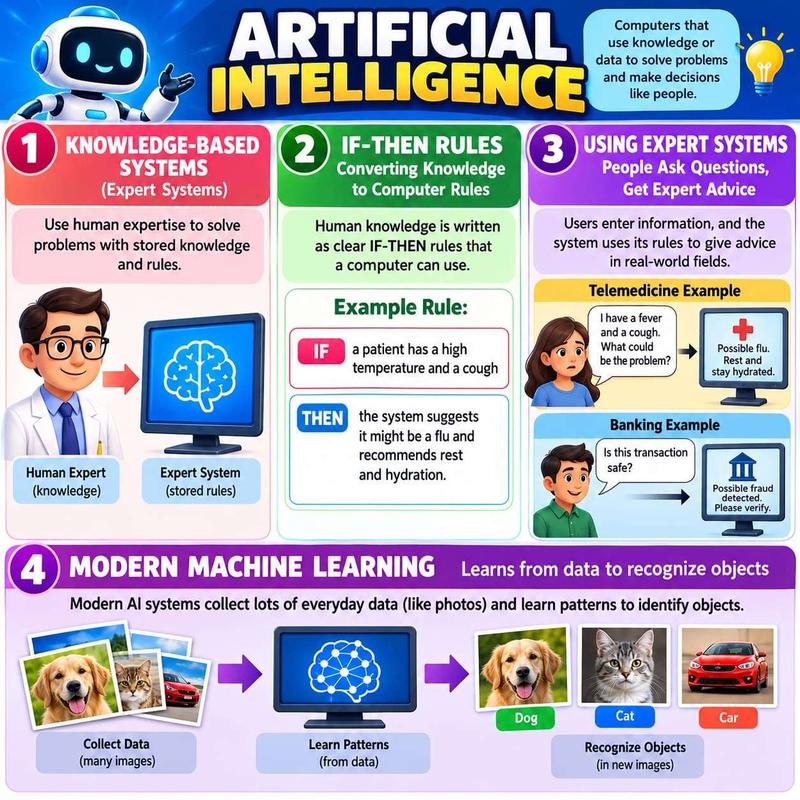 ARTIFICIAL
INTELLIGENCE
Computers that
use knowledge or
data to solve problems
and make decisions
like people.
1
KNOWLEDGE-BASED
SYSTEMS
(Expert Systems)
Use human expertise to solve
problems with stored knowledge
and rules.
Human Expert
(knowledge)
Expert System
(stored rules)
2
IF-THEN RULES
Converting Knowledge
to Computer Rules
Human knowledge is written
as clear IF-THEN rules that
a computer can use.
Example Rule:
IF
a patient has a high
temperature and a cough
THEN
the system suggests
it might be a flu and
recommends rest
and hydration.
3
USING EXPERT SYSTEMS
People Ask Questions,
Get Expert Advice
Users enter information, and the
system uses its rules to give advice
in real-world fields.
Telemedicine Example
I have a fever
and a cough.
What could
be the problem?
Possible flu.
Rest and
stay hydrated.
Banking Example
Is this transaction
safe?
Possible fraud
detected.
Please verify.
4
MODERN MACHINE LEARNING
Learns from data to recognize objects
Modern AI systems collect lots of everyday data (like photos) and learn patterns to identify objects.
Collect Data
(many images)
Learn Patterns
(from data)
Dog
Cat
Car
Recognize Objects
(in new images)